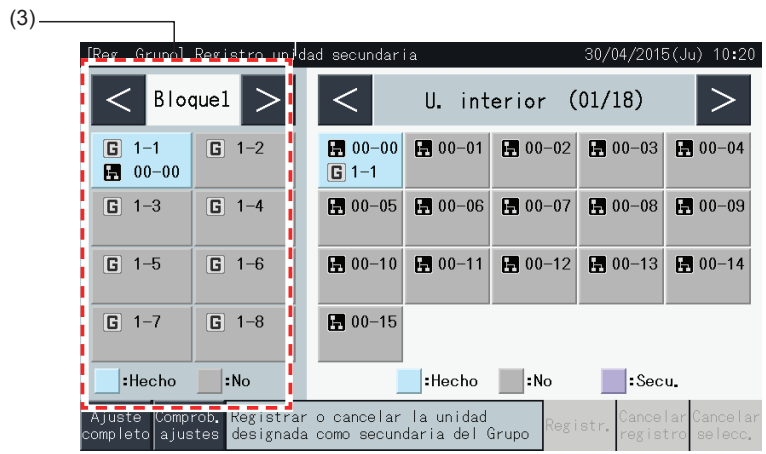 (3)
[Reg. Grupo] Registro unidad secundaria 30/04/2015(Ju) 10:20
< Bloque1 > < U. interior (01/18) >
G 1-1 G 1-2 00-00 00-01 00-02 00-03 00-04
00-00 G 1-1
G 1-3 G 1-4 00-05 00-06 00-07 00-08 00-09
G 1-5 G 1-6 00-10 00-11 00-12 00-13 00-14
G 1-7 G 1-8 00-15
:Hecho :No :Hecho :No :Secu.
Ajuste completo
Comprob. ajustes
Registrar o cancelar la unidad
designada como secundaria del Grupo
Registr.
Cancelar registro
Cancelar selecc.